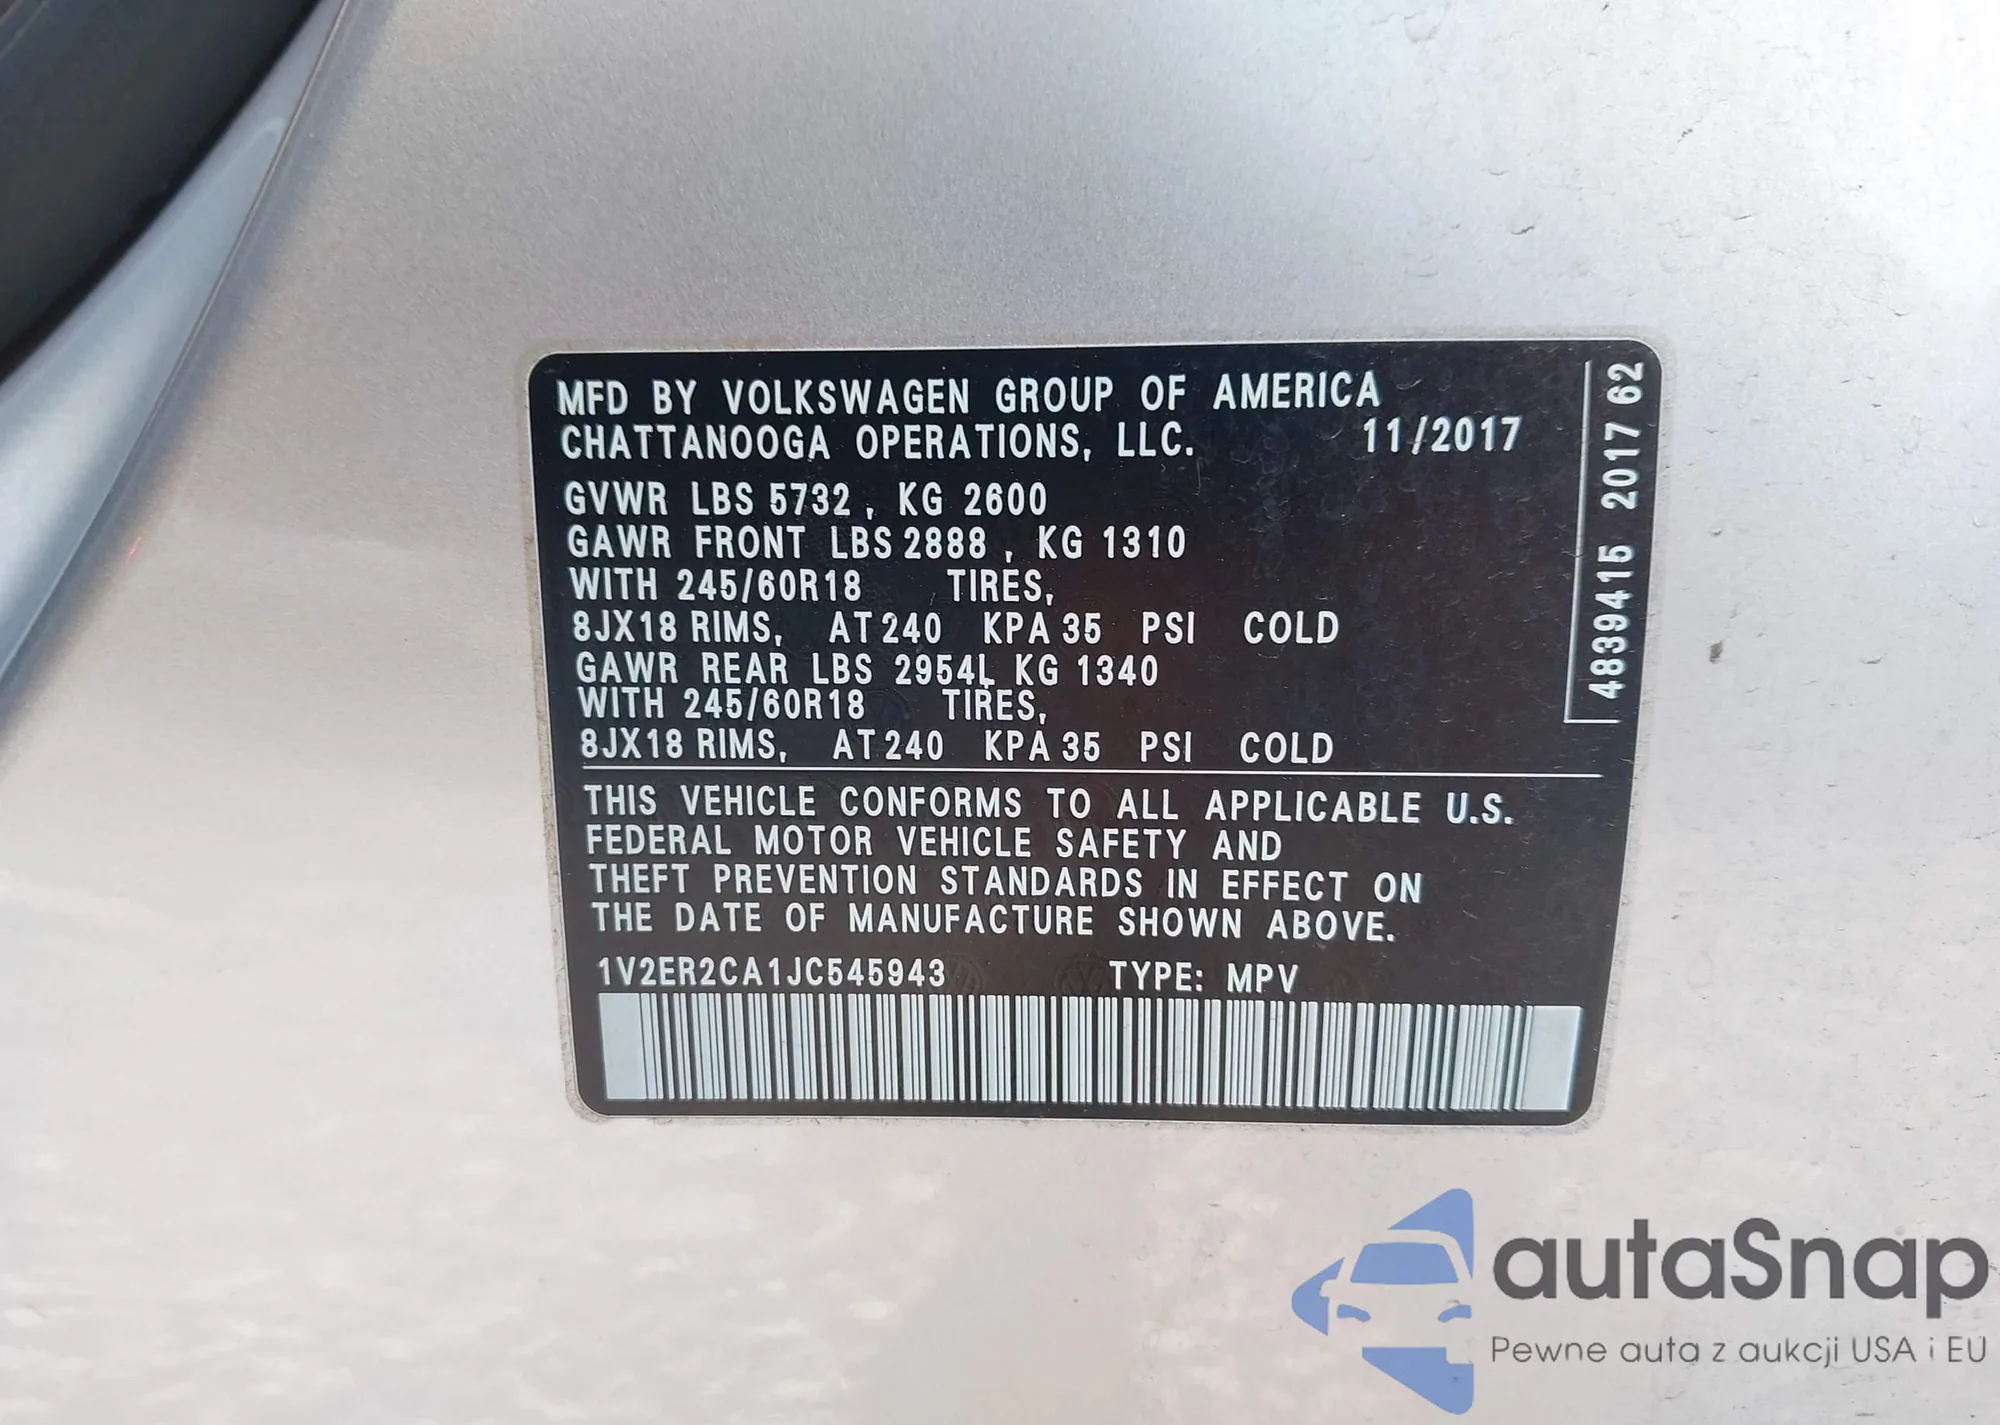 MFD BY VOLKSWAGEN GROUP OF AMERICA
CHATTANOOGA OPERATIONS, LLC. 11/2017
GVWR LBS 5732, KG 2600
GAWR FRONT LBS 2888, KG 1310
WITH 245/60R18 TIRES,
8JX18 RIMS, AT 240 KPA 35 PSI COLD
GAWR REAR LBS 2954L KG 1340
WITH 245/60R18 TIRES,
8JX18 RIMS, AT 240 KPA 35 PSI COLD
THIS VEHICLE CONFORMS TO ALL APPLICABLE U.S.
FEDERAL MOTOR VEHICLE SAFETY AND
THEFT PREVENTION STANDARDS IN EFFECT ON
THE DATE OF MANUFACTURE SHOWN ABOVE.
1V2ER2CA1JC545943 TYPE: MPV
4839415 2017 62
autaSnap
Pewne auta z aukcji USA i EU